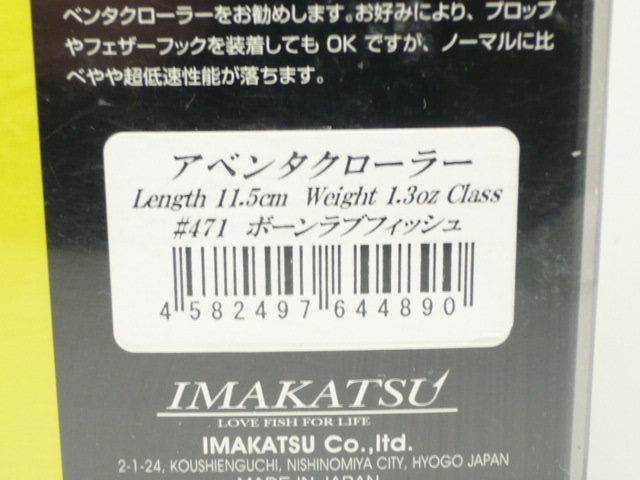 ベンタクローラーをお勧めします。お好みにより、プロップ
やフェザーフックを装着しても OK ですが、ノーマルに比
べやや超低速性能が落ちます。
アベンタクローラー
Length 11.5cm Weight 1.3oz Class
#471 ボーンラブフィッシュ
4 582497 644890
IMAKATSU
LOVE FISH FOR LIFE
IMAKATSU Co.,ltd.
2-1-24, KOUSHIENGUCHI, NISHINOMIYA CITY, HYOGO JAPAN
MADE IN JAPAN